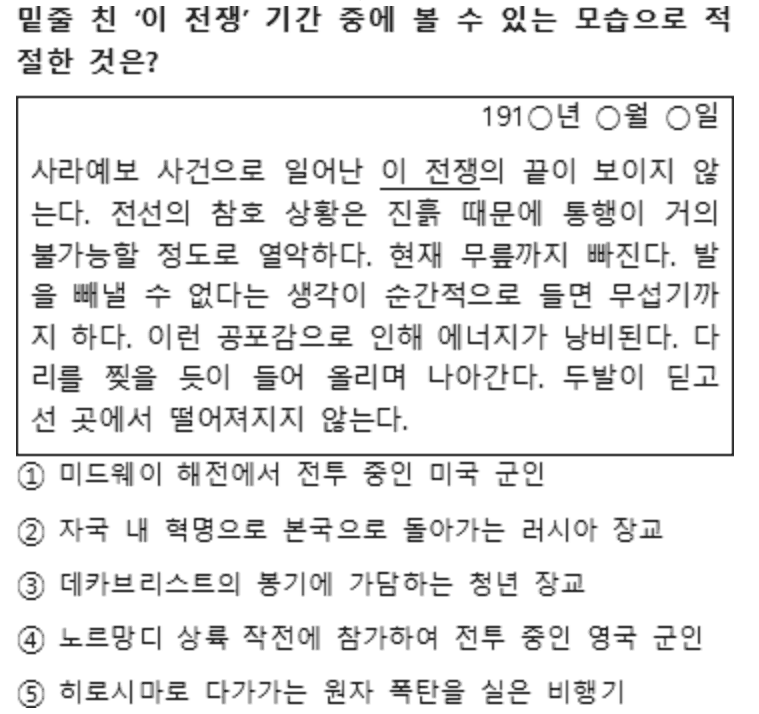 밑줄 친 ‘이 전쟁’ 기간 중에 볼 수 있는 모습으로 적
절한 것은?
191○년 ○월 ○일
사라예보 사건으로 일어난 이 전쟁의 끝이 보이지 않
는다. 전선의 참호 상황은 진흙 때문에 통행이 거의
불가능할 정도로 열악하다. 현재 무릎까지 빠진다. 발
을 빼낼 수 없다는 생각이 순간적으로 들면 무섭기까
지 하다. 이런 공포감으로 인해 에너지가 낭비된다. 다
리를 찢을 듯이 들어 올리며 나아간다. 두발이 딛고
선 곳에서 떨어져지지 않는다.
① 미드웨이 해전에서 전투 중인 미국 군인
② 자국 내 혁명으로 본국으로 돌아가는 러시아 장교
③ 데카브리스트의 봉기에 가담하는 청년 장교
④ 노르망디 상륙 작전에 참가하여 전투 중인 영국 군인
⑤ 히로시마로 다가가는 원자 폭탄을 실은 비행기